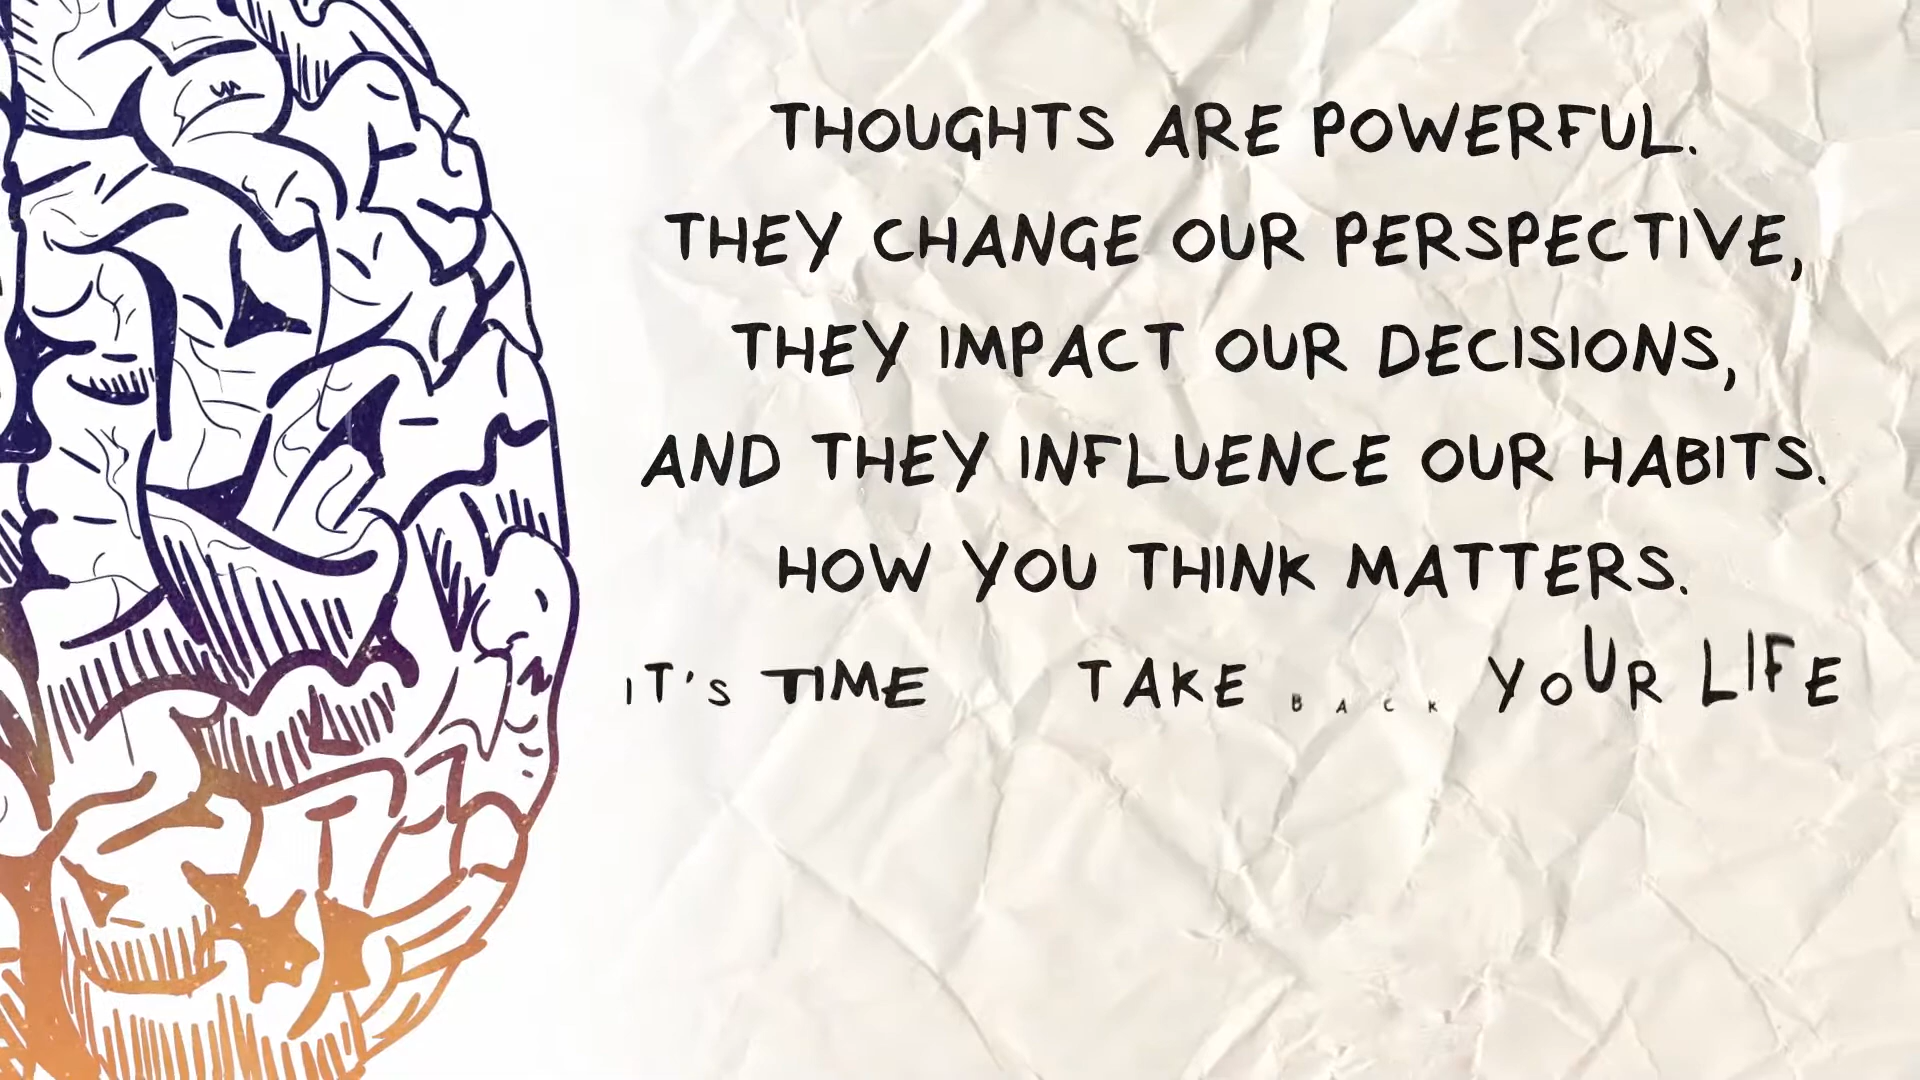 THOUGHTS ARE POWERFUL.
THEY CHANGE OUR PERSPECTIVE,
THEY IMPACT OUR DECISIONS,
AND THEY INFLUENCE OUR HABITS.
HOW YOU THINK MATTERS.
IT'S TIME TAKE BACK YOUR LIFE